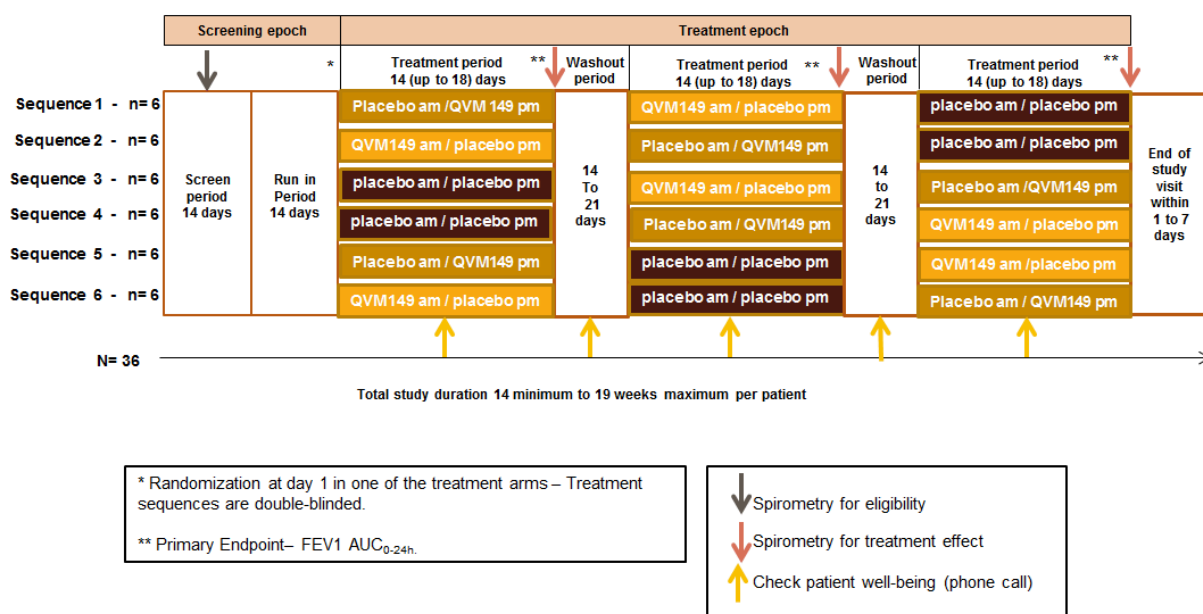 Screening epoch
Treatment epoch
*
Treatment period
14 (up to 18) days
**
Washout
period
Treatment period
14 (up to 18) days
**
Washout
period
Treatment period
14 (up to 18) days
**
Sequence 1 - n= 6
Placebo am /QVM 149 pm
QVM149 am / placebo pm
placebo am / placebo pm
Sequence 2 - n= 6
QVM149 am / placebo pm
Placebo am / QVM149 pm
placebo am / placebo pm
Sequence 3 - n= 6
placebo am / placebo pm
QVM149 am / placebo pm
Placebo am /QVM149 pm
Sequence 4 - n= 6
placebo am / placebo pm
Placebo am / QVM149 pm
QVM149 am / placebo pm
Sequence 5 - n= 6
Placebo am / QVM149 pm
placebo am / placebo pm
QVM149 am /placebo pm
Sequence 6 - n= 6
QVM149 am / placebo pm
placebo am / placebo pm
Placebo am / QVM149 pm
Screen
period
14 days
Run in
Period
14 days
14
To
21
days
14
to
21
days
End of
study
visit
within
1 to 7
days
N= 36
Total study duration 14 minimum to 19 weeks maximum per patient
* Randomization at day 1 in one of the treatment arms – Treatment
sequences are double-blinded.
** Primary Endpoint– FEV1 AUC0-24h.
Spirometry for eligibility
Spirometry for treatment effect
Check patient well-being (phone call)